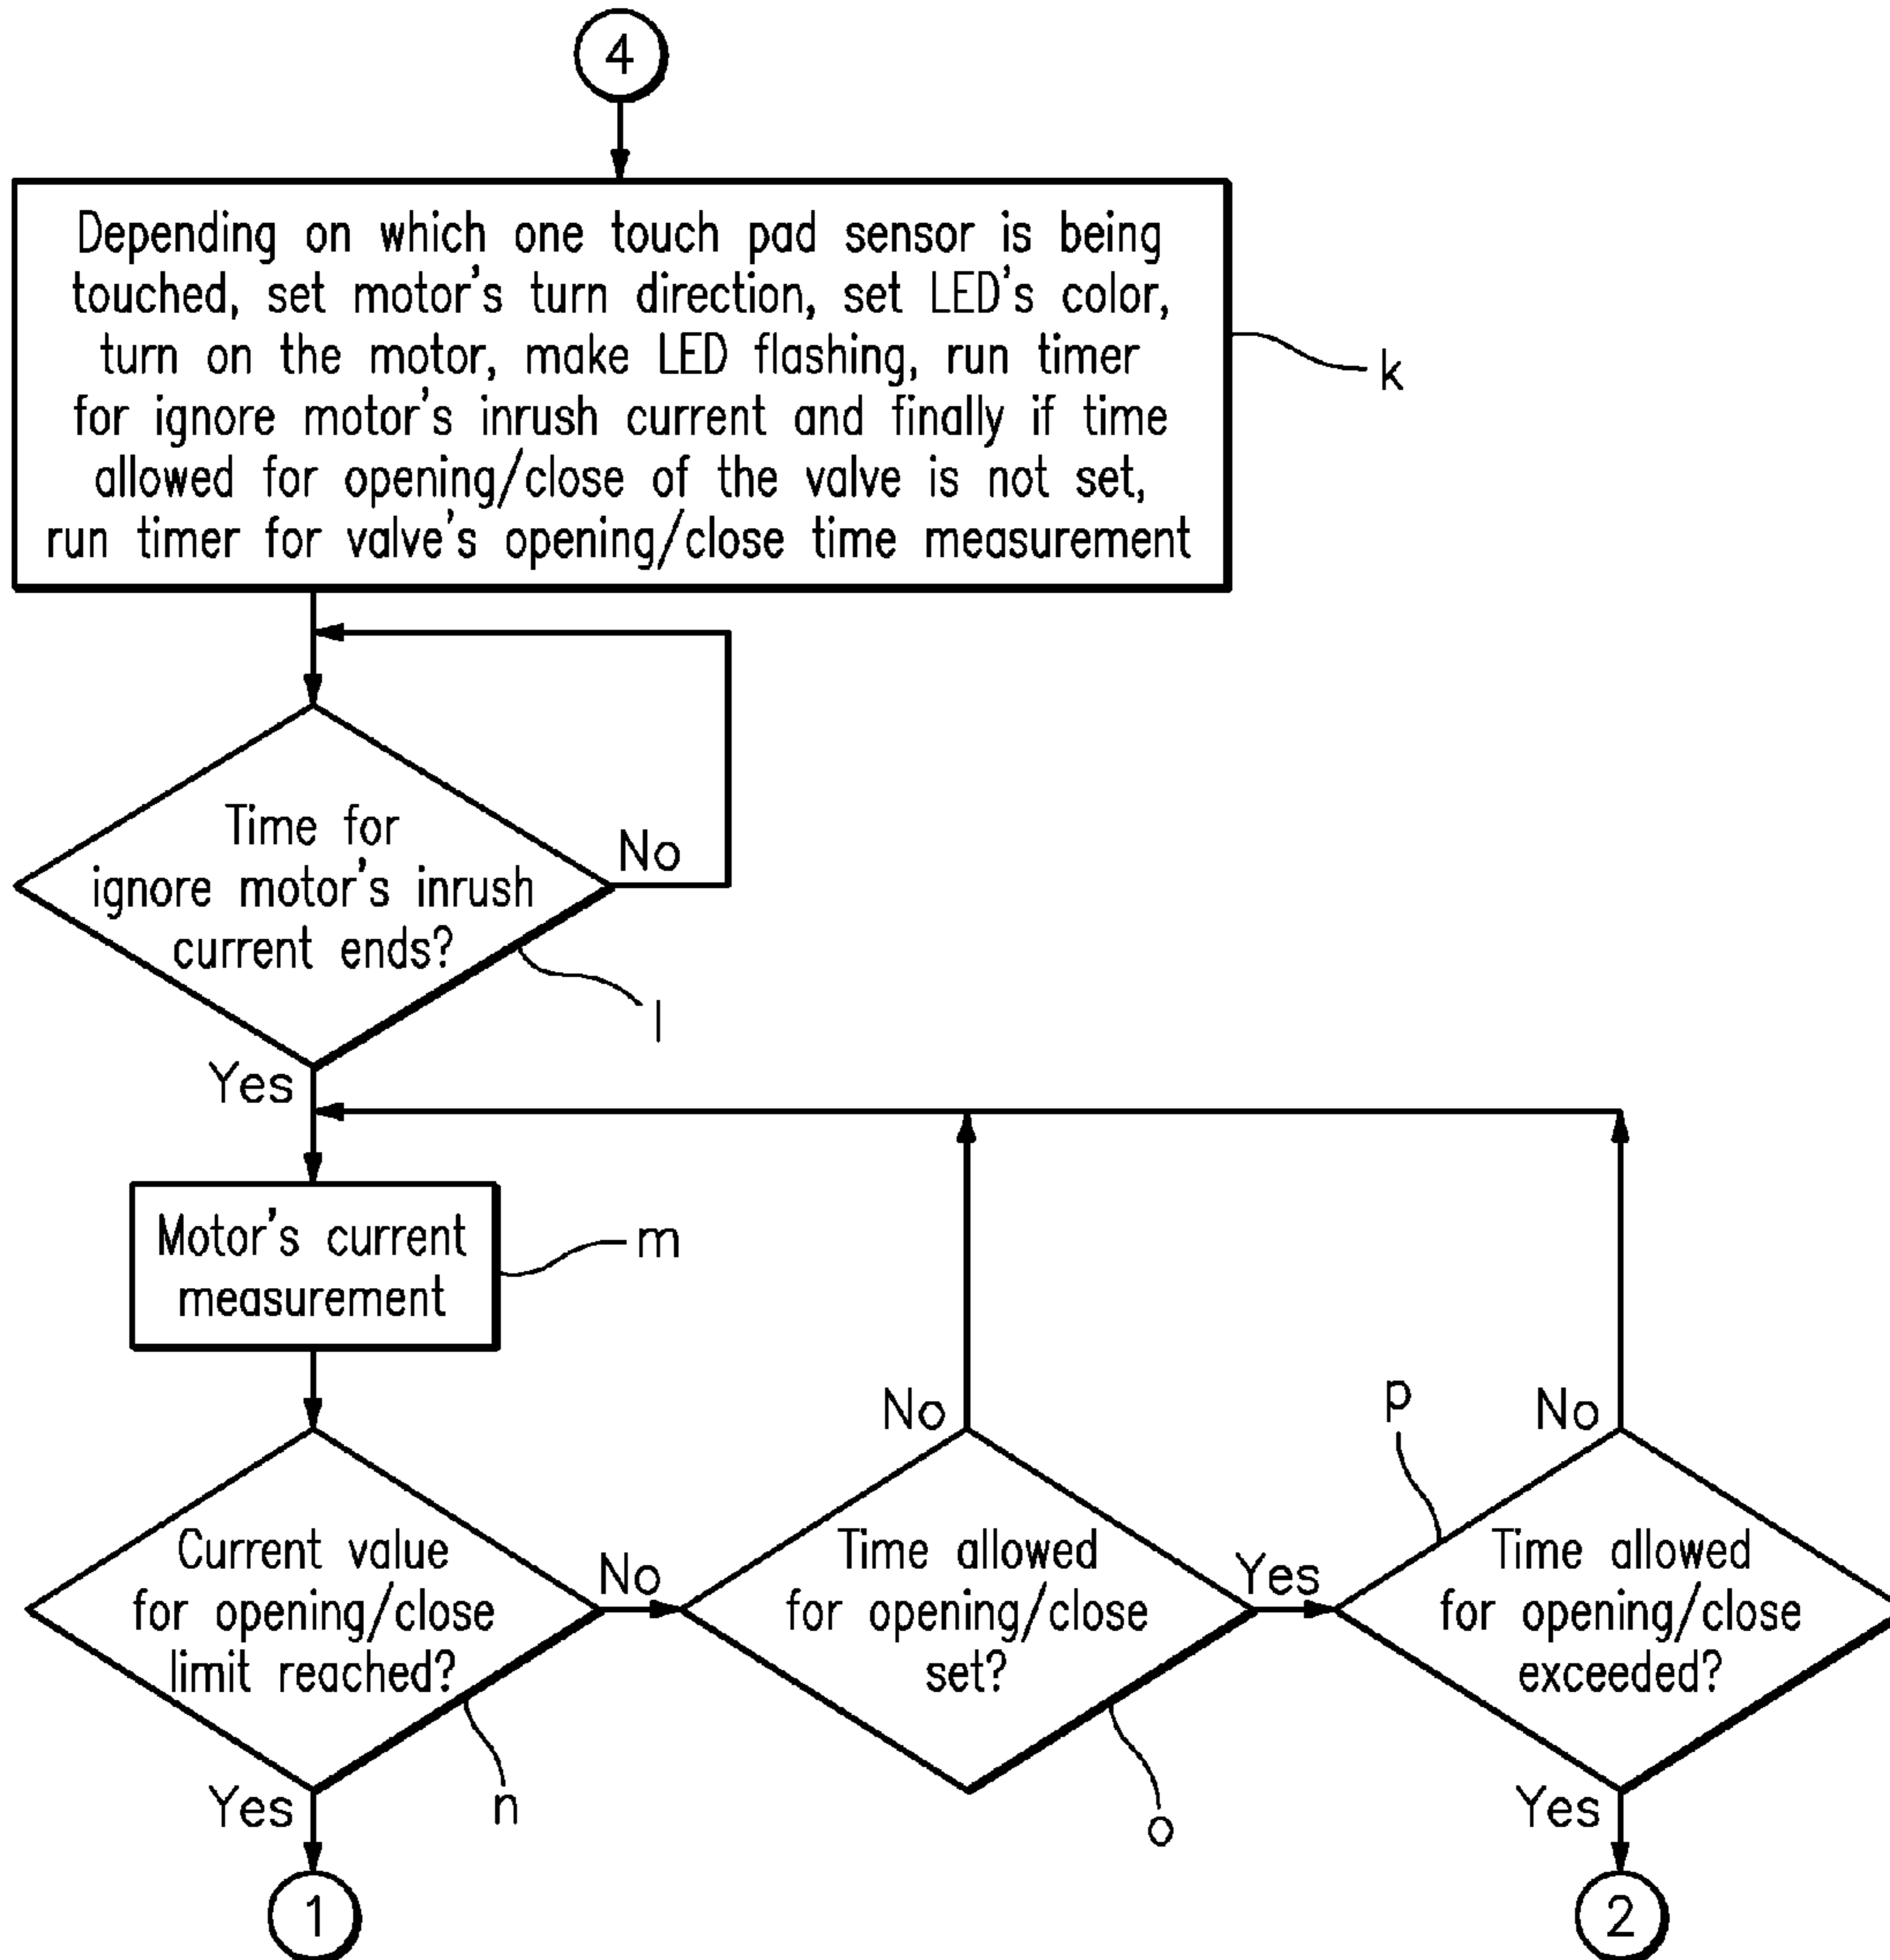 4
Depending on which one touch pad sensor is being
touched, set motor's turn direction, set LED's color,
turn on the motor, make LED flashing, run timer
for ignore motor's inrush current and finally if time
allowed for opening/close of the valve is not set,
run timer for valve's opening/close time measurement
k
Time for
ignore motor's inrush
current ends?
No
l
Yes
Motor's current
measurement
m
Current value
for opening/close
limit reached?
No
n
Yes
1
No
Time allowed
for opening/close
set?
Yes
o
p
No
Time allowed
for opening/close
exceeded?
Yes
2